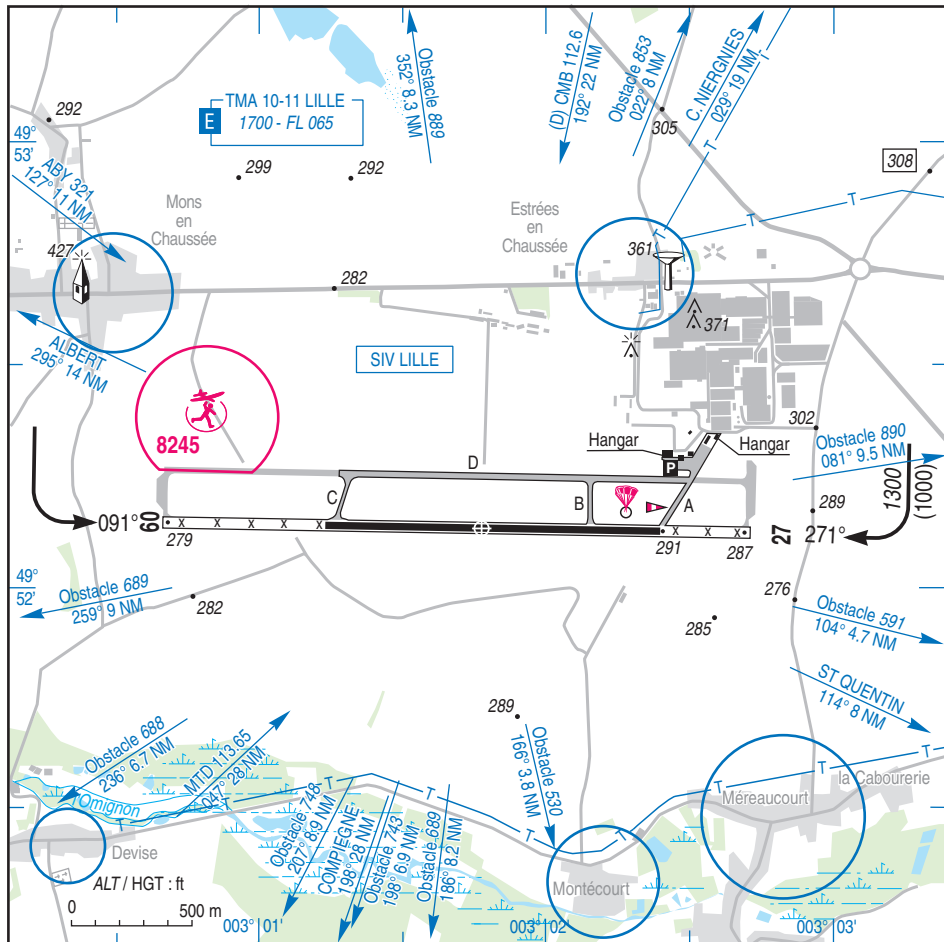 TMA 10-11 LILLE
E
1700 - FL 065
Obstacle 889
352° 8.3 NM
(D) CMB 112.6
192° 22 NM
Obstacle 853
022° 8 NM
C. NIERGNIES
029° 19 NM
T
292
305
308
49°
53'
ABY 321
127° 11 NM
299
292
Mons
en
Chaussée
Estrées
en
Chaussée
T
T
T
427
361
282
371
ALBERT
295° 14 NM
SIV LILLE
8245
302
Hangar
Hangar
P
D
Obstacle 890
081° 9.5 NM
1300
(1000)
C
B
A
289
091°
09
X X X X X
X X X
27
271°
279
291
287
49°
52'
Obstacle 689
259° 9 NM
282
276
285
Obstacle 591
104° 4.7 NM
ST QUENTIN
114° 8 NM
289
Obstacle 688
236° 6.7 NM
MTD 113.65
047° 28 NM
Obstacle 530
166° 3.8 NM
l'Omignon
T
T
T
T
T
T
T
la Cabourerie
Méreaucourt
Obstacle 748
207° 8.9 NM
COMPIEGNE
198° 28 NM
Obstacle 743
198° 6.9 NM
Obstacle 689
186° 8.2 NM
Devise
Montécourt
ALT / HGT : ft
0 500 m
003° 01'
003° 02'
003° 03'